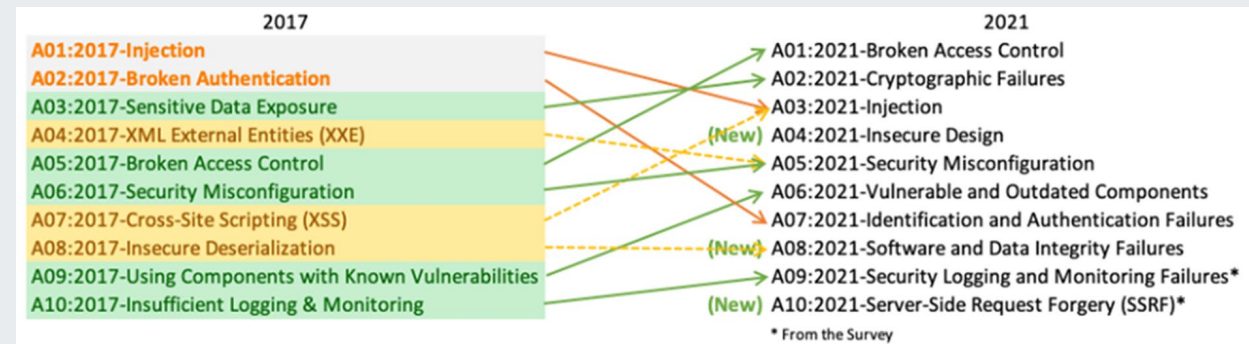 2017
A01:2017-Injection
A02:2017-Broken Authentication
A03:2017-Sensitive Data Exposure
A04:2017-XML External Entities (XXE)
A05:2017-Broken Access Control
A06:2017-Security Misconfiguration
A07:2017-Cross-Site Scripting (XSS)
A08:2017-Insecure Deserialization
A09:2017-Using Components with Known Vulnerabilities
A10:2017-Insufficient Logging & Monitoring
2021
A01:2021-Broken Access Control
A02:2021-Cryptographic Failures
A03:2021-Injection
(New) A04:2021-Insecure Design
A05:2021-Security Misconfiguration
A06:2021-Vulnerable and Outdated Components
A07:2021-Identification and Authentication Failures
(New) A08:2021-Software and Data Integrity Failures
A09:2021-Security Logging and Monitoring Failures*
(New) A10:2021-Server-Side Request Forgery (SSRF)*
* From the Survey